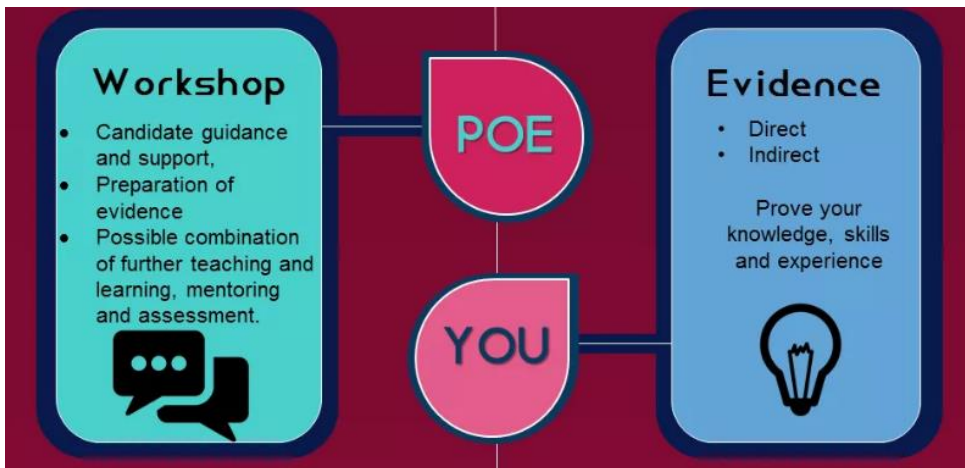 Workshop
• Candidate guidance
and support,
• Preparation of
evidence
• Possible combination
of further teaching and
learning, mentoring
and assessment.
POE
YOU
Evidence
• Direct
• Indirect
Prove your
knowledge, skills
and experience